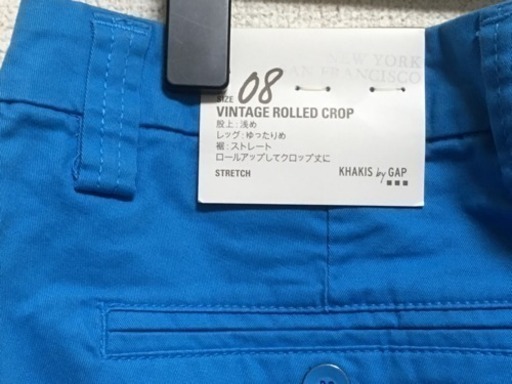 NEW YORK
SAN FRANCISCO
SIZE 08
VINTAGE ROLLED CROP
股上：浅め
レッグ：ゆったりめ
裾：ストレート
ロールアップしてクロップ丈に
STRETCH
KHAKIS by GAP